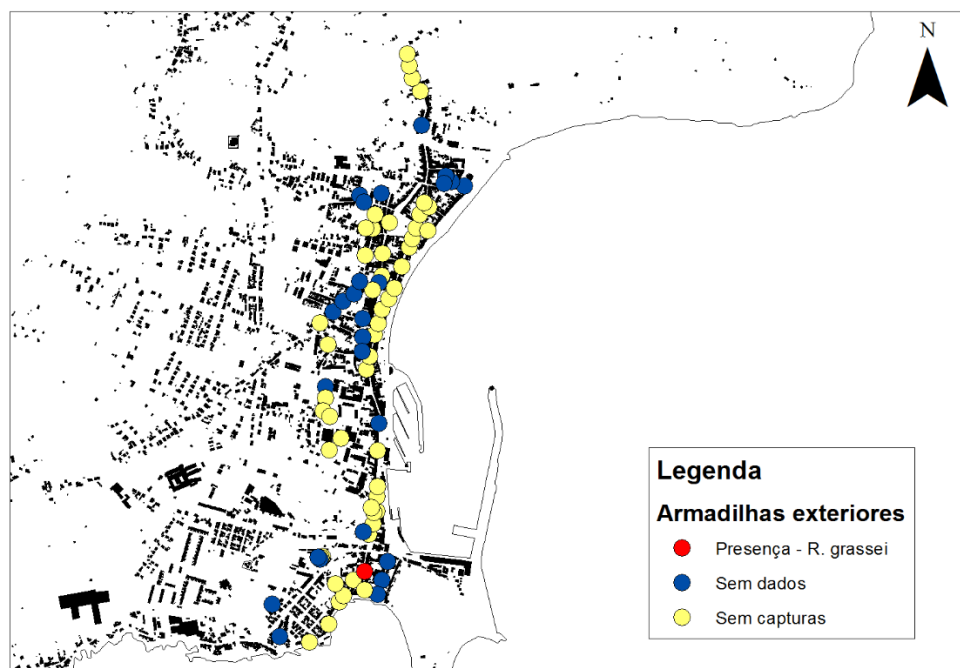 N
Legenda
Armadilhas exteriores
Presença - R. grassei
Sem dados
Sem capturas